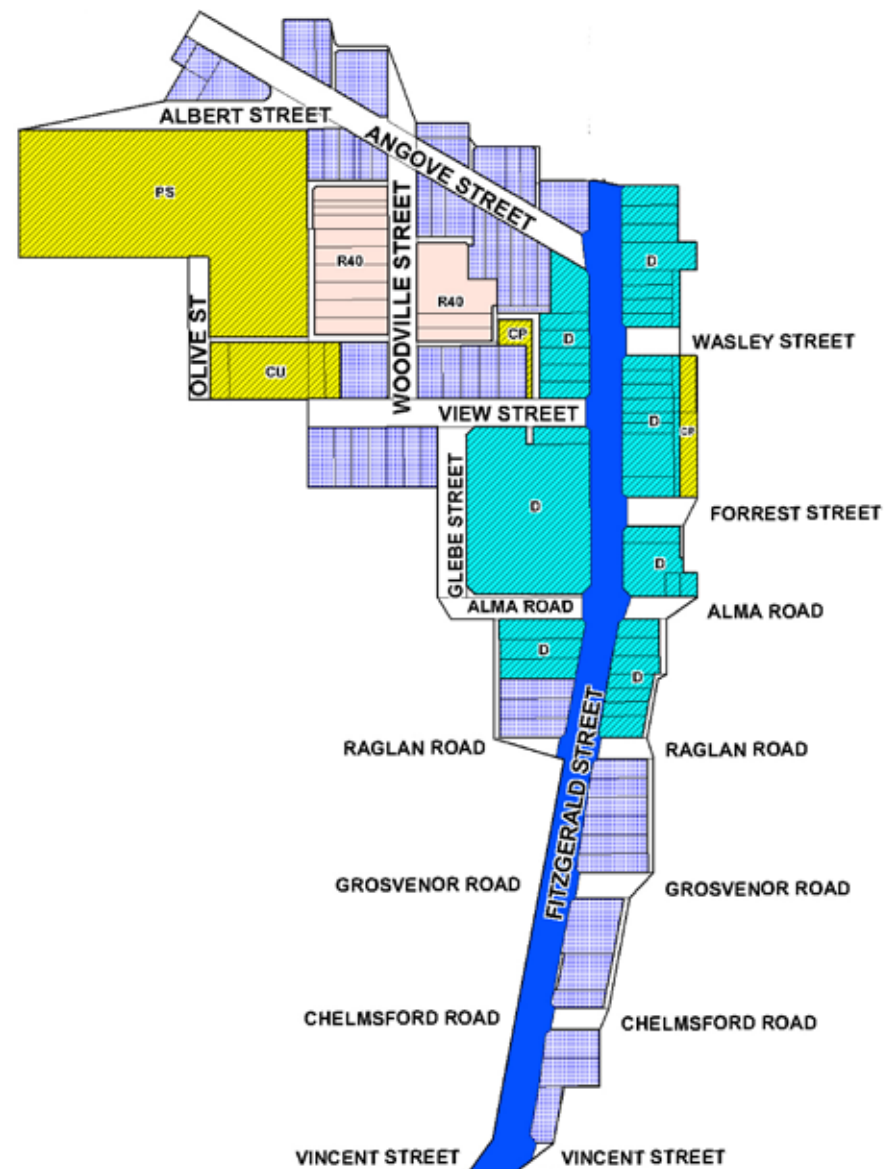 ALBERT STREET
ANGOVE STREET
PS
WOODVILLE STREET
R40
R40
D
OLIVE ST
CP
D
WASLEY STREET
CU
VIEW STREET
D
CP
GLEBE STREET
D
FORREST STREET
D
ALMA ROAD
ALMA ROAD
D
D
FITZGERALD STREET
RAGLAN ROAD
RAGLAN ROAD
GROSVENOR ROAD
GROSVENOR ROAD
CHELMSFORD ROAD
CHELMSFORD ROAD
VINCENT STREET
VINCENT STREET